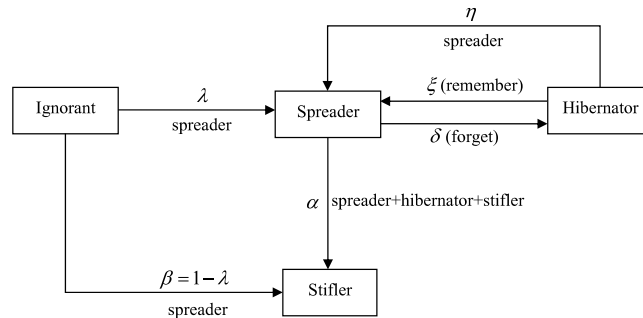 η
spreader
Ignorant
λ
spreader
Spreader
ξ (remember)
δ (forget)
Hibernator
α
spreader+hibernator+stifler
β = 1 − λ
spreader
Stifler